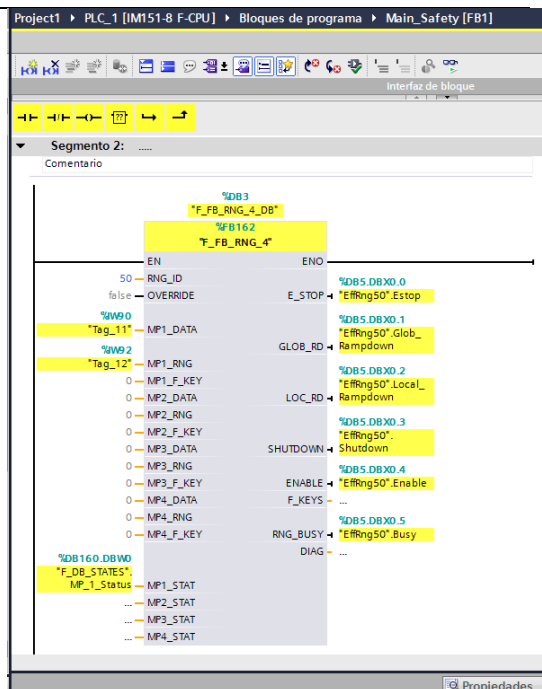 Project1 ▸ PLC_1 [IM151-8 F-CPU] ▸ Bloques de programa ▸ Main_Safety [FB1]
Interfaz de bloque
??
Segmento 2: .....
Comentario
%DB3
"F_FB_RNG_4_DB"
%FB162
"F_FB_RNG_4"
EN
ENO
50
RNG_ID
false
OVERRIDE
%DB5.DBX0.0
E_STOP
"EffRng50".Estop
%IW90
"Tag_11"
MP1_DATA
%DB5.DBX0.1
"EffRng50".Glob_
GLOB_RD
Rampdown
%IW92
"Tag_12"
MP1_RNG
0
MP1_F_KEY
%DB5.DBX0.2
"EffRng50".Local_
0
MP2_DATA
LOC_RD
Rampdown
0
MP2_RNG
0
MP2_F_KEY
%DB5.DBX0.3
"EffRng50".
0
MP3_DATA
SHUTDOWN
Shutdown
0
MP3_RNG
%DB5.DBX0.4
0
MP3_F_KEY
ENABLE
"EffRng50".Enable
0
MP4_DATA
F_KEYS
...
0
MP4_RNG
%DB5.DBX0.5
0
MP4_F_KEY
RNG_BUSY
"EffRng50".Busy
DIAG
...
%DB160.DBW0
"F_DB_STATES".
MP_1_Status
MP1_STAT
...
MP2_STAT
...
MP3_STAT
...
MP4_STAT
Propiedades